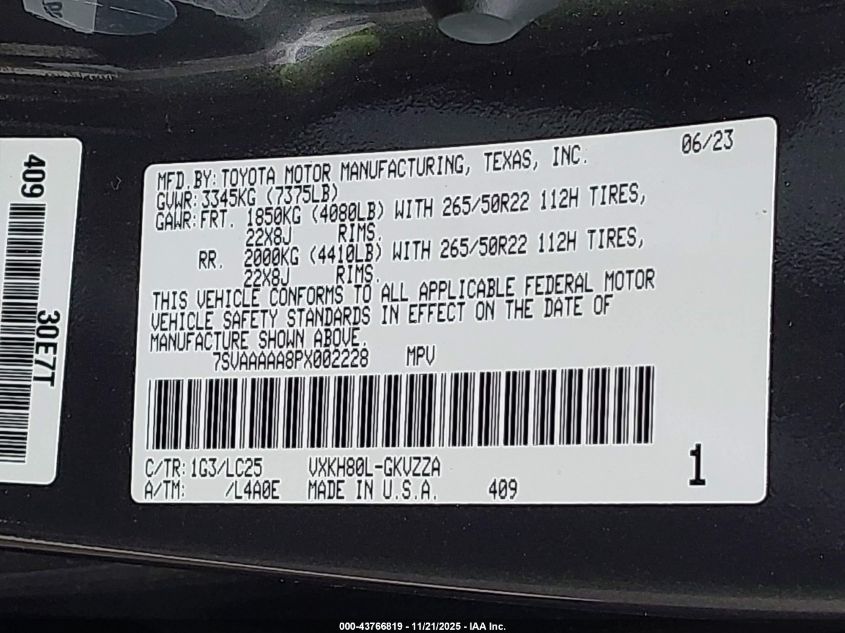 409
30E7T
06/23
MFD.BY:TOYOTA MOTOR MANUFACTURING, TEXAS, INC.
GVWR:3345KG (7375LB)
GAWR:FRT. 1850KG (4080LB) WITH 265/50R22 112H TIRES,
22X8J RIMS.
RR. 2000KG (4410LB) WITH 265/50R22 112H TIRES,
22X8J RIMS.
THIS VEHICLE CONFORMS TO ALL APPLICABLE FEDERAL MOTOR
VEHICLE SAFETY STANDARDS IN EFFECT ON THE DATE OF
MANUFACTURE SHOWN ABOVE.
7SVAAAAA8PX002228 MPV
C/TR:1G3/LC25 VXKH80L-GKVZZA
A/TM: /L4A0E MADE IN U.S.A. 409
1
000-43766819 - 11/21/2025 - IAA Inc.